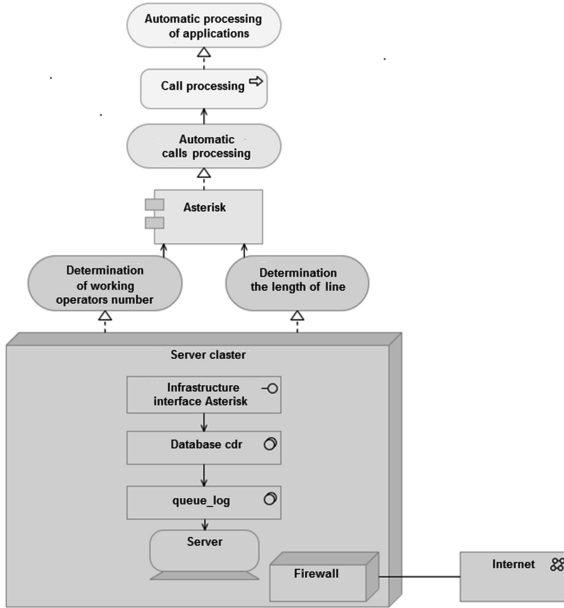 Automatic processing
of applications
Call processing
Automatic
calls processing
Asterisk
Determination
of working
operators number
Determination
the length of line
Server claster
Infrastructure
interface Asterisk
Database cdr
queue_log
Server
Firewall
Internet